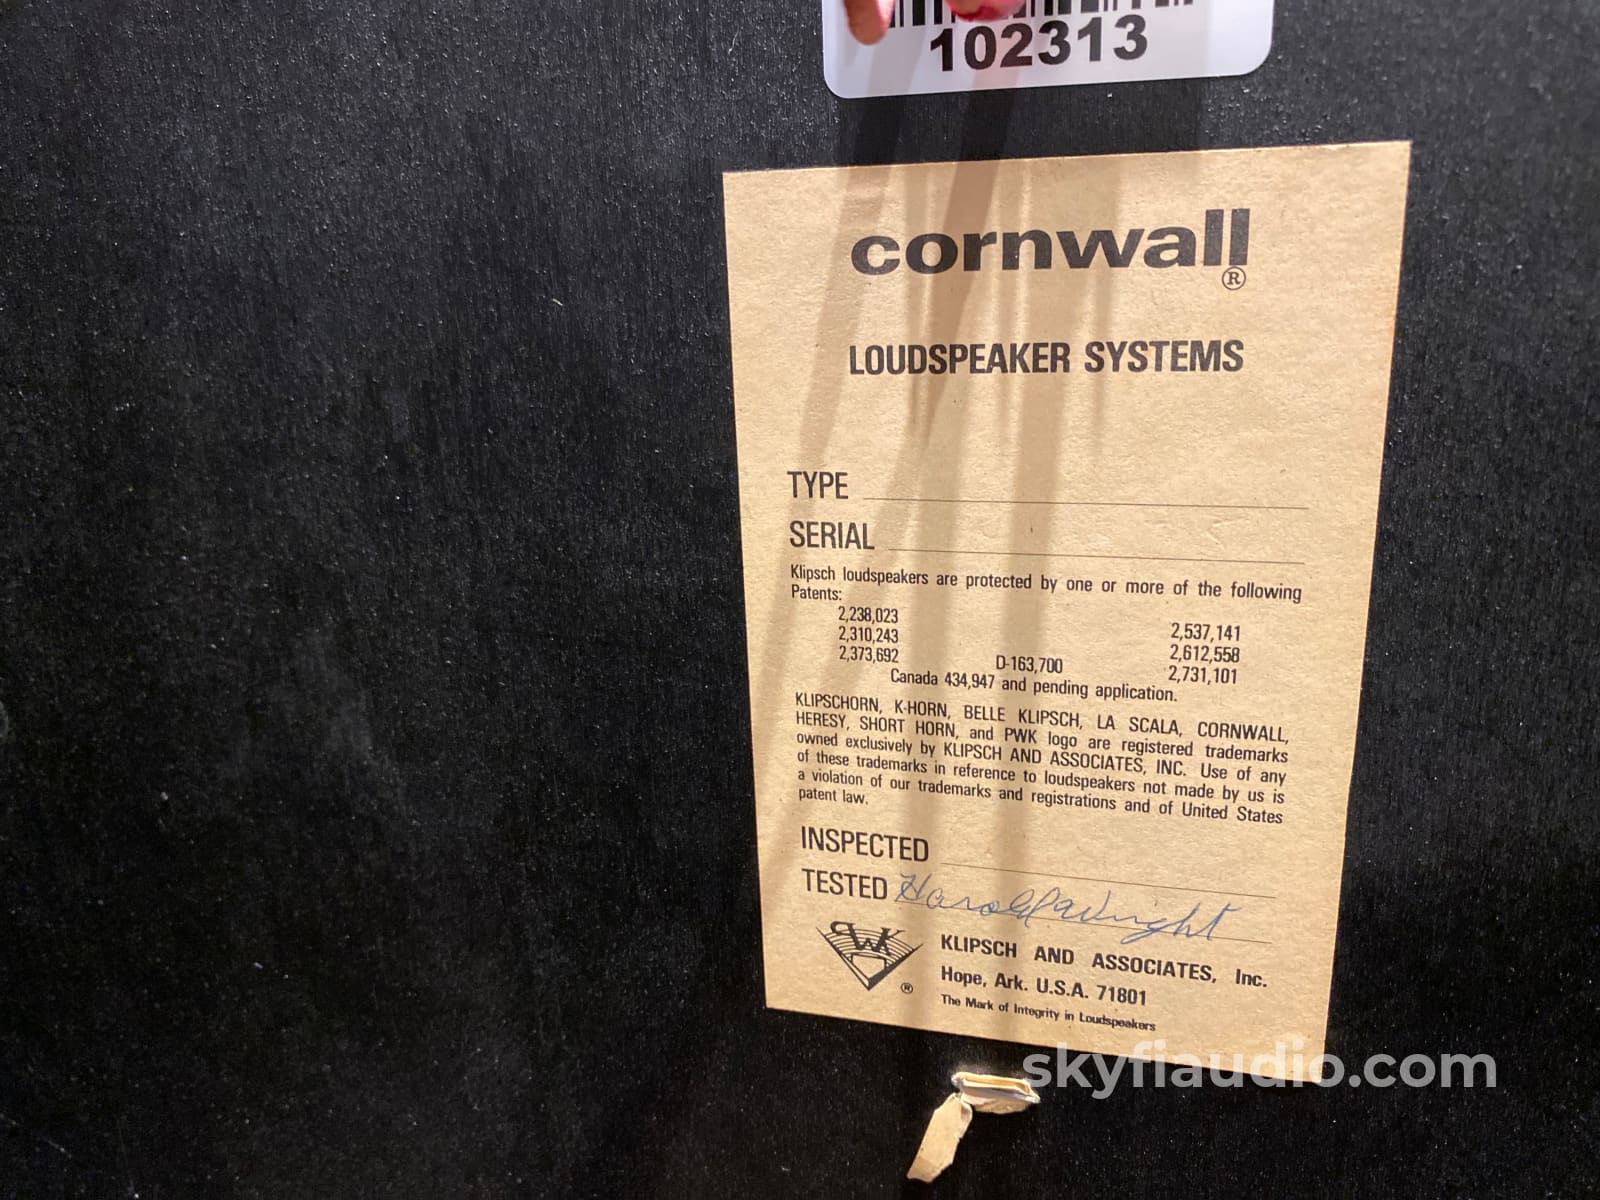 102313
cornwall®
LOUDSPEAKER SYSTEMS
TYPE
SERIAL
Klipsch loudspeakers are protected by one or more of the following
Patents:
2,238,023 2,537,141
2,310,243 2,612,558
2,373,692 D-163,700 2,731,101
Canada 434,947 and pending application.
KLIPSCHORN, K-HORN, BELLE KLIPSCH, LA SCALA, CORNWALL,
HERESY, SHORT HORN, and PWK logo are registered trademarks
owned exclusively by KLIPSCH AND ASSOCIATES, INC. Use of any
of these trademarks in reference to loudspeakers not made by us is
a violation of our trademarks and registrations and of United States
patent law.
INSPECTED
TESTED Harold Wright
PWK ®
KLIPSCH AND ASSOCIATES, Inc.
Hope, Ark. U.S.A. 71801
The Mark of Integrity in Loudspeakers
skyfiaudio.com